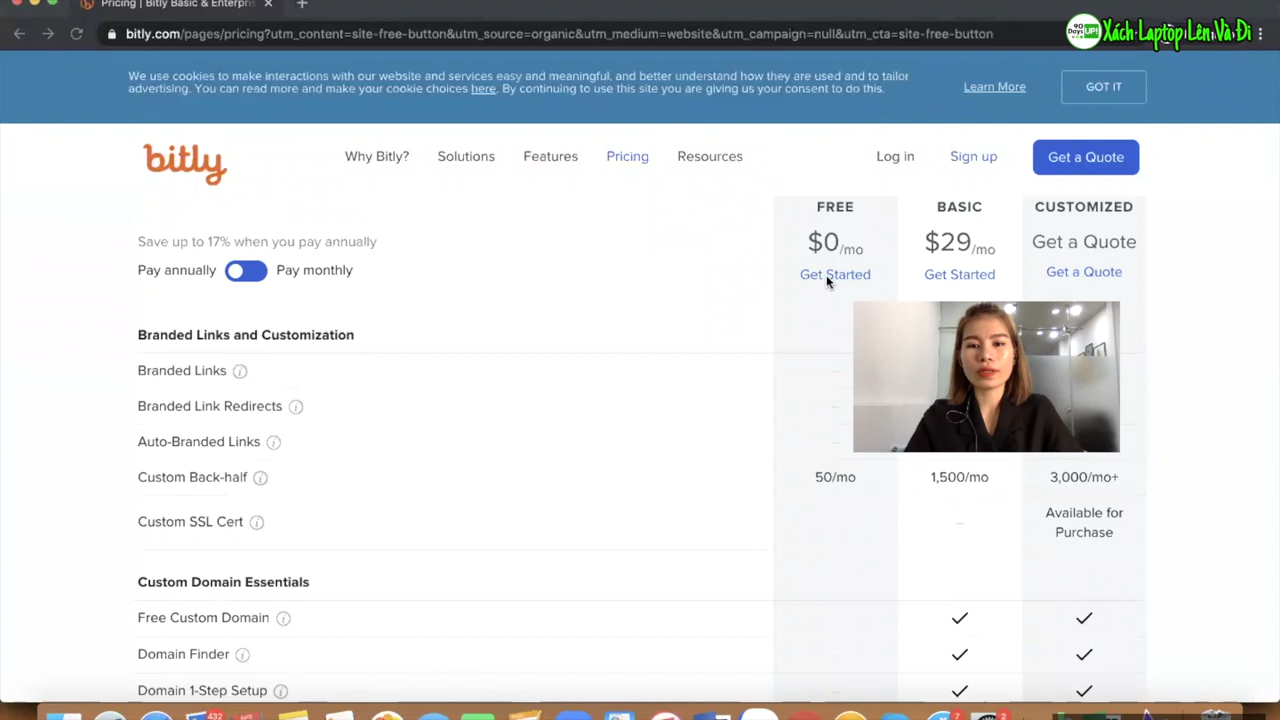 Pricing | Bitly Basic & Enterpris
bitly.com/pages/pricing?utm_content=site-free-button&utm_source=organic&utm_medium=website&utm_campaign=null&utm_cta=site-free-button
90 Days UP!
Xách Laptop Lên Và Đi
We use cookies to make interactions with our website and services easy and meaningful, and better understand how they are used and to tailor
advertising. You can read more and make your cookie choices here. By continuing to use this site you are giving us your consent to do this.
Learn More
GOT IT
bitly
Why Bitly?
Solutions
Features
Pricing
Resources
Log in
Sign up
Get a Quote
FREE
BASIC
CUSTOMIZED
$0/mo
$29/mo
Get a Quote
Save up to 17% when you pay annually
Pay annually
Pay monthly
Get Started
Get Started
Get a Quote
Branded Links and Customization
Branded Links
Branded Link Redirects
Auto-Branded Links
Custom Back-half
50/mo
1,500/mo
3,000/mo+
Custom SSL Cert
Available for
Purchase
Custom Domain Essentials
Free Custom Domain
Domain Finder
Domain 1-Step Setup
432
7
2